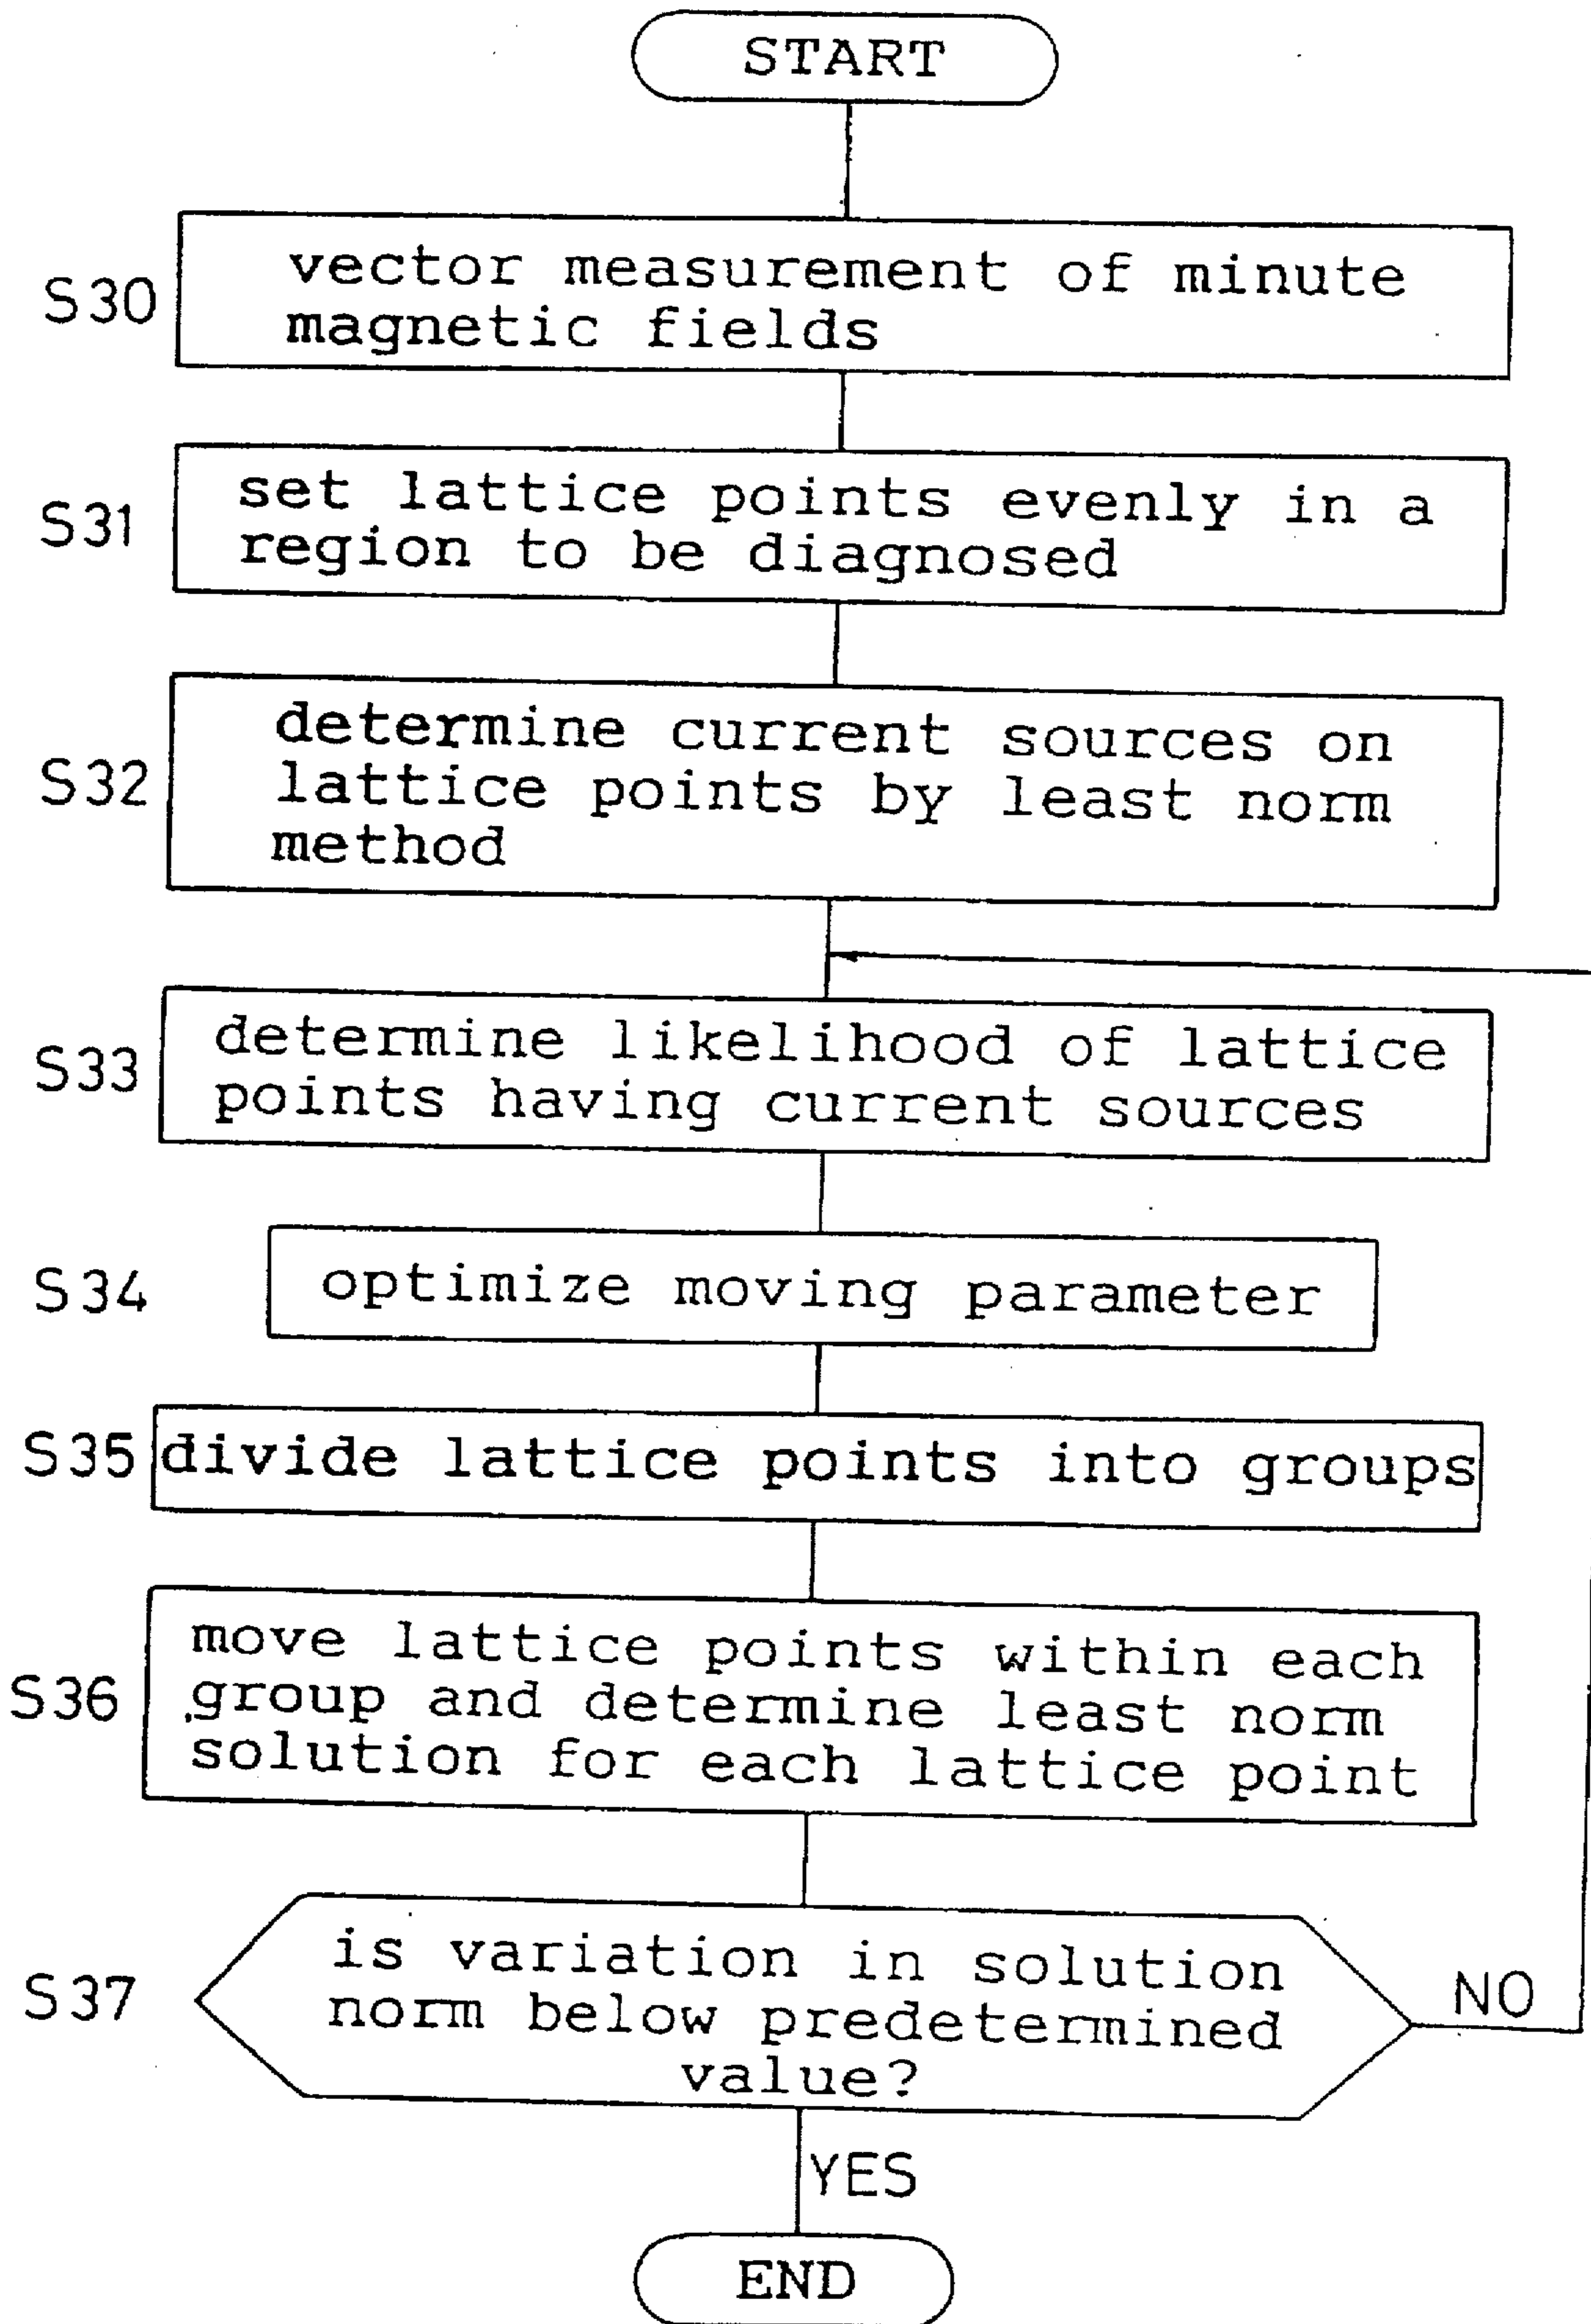 START
S30
vector measurement of minute
magnetic fields
S31
set lattice points evenly in a
region to be diagnosed
S32
determine current sources on
lattice points by least norm
method
S33
determine likelihood of lattice
points having current sources
S34
optimize moving parameter
S35
divide lattice points into groups
S36
move lattice points within each
group and determine least norm
solution for each lattice point
S37
is variation in solution
norm below predetermined
value?
NO
YES
END